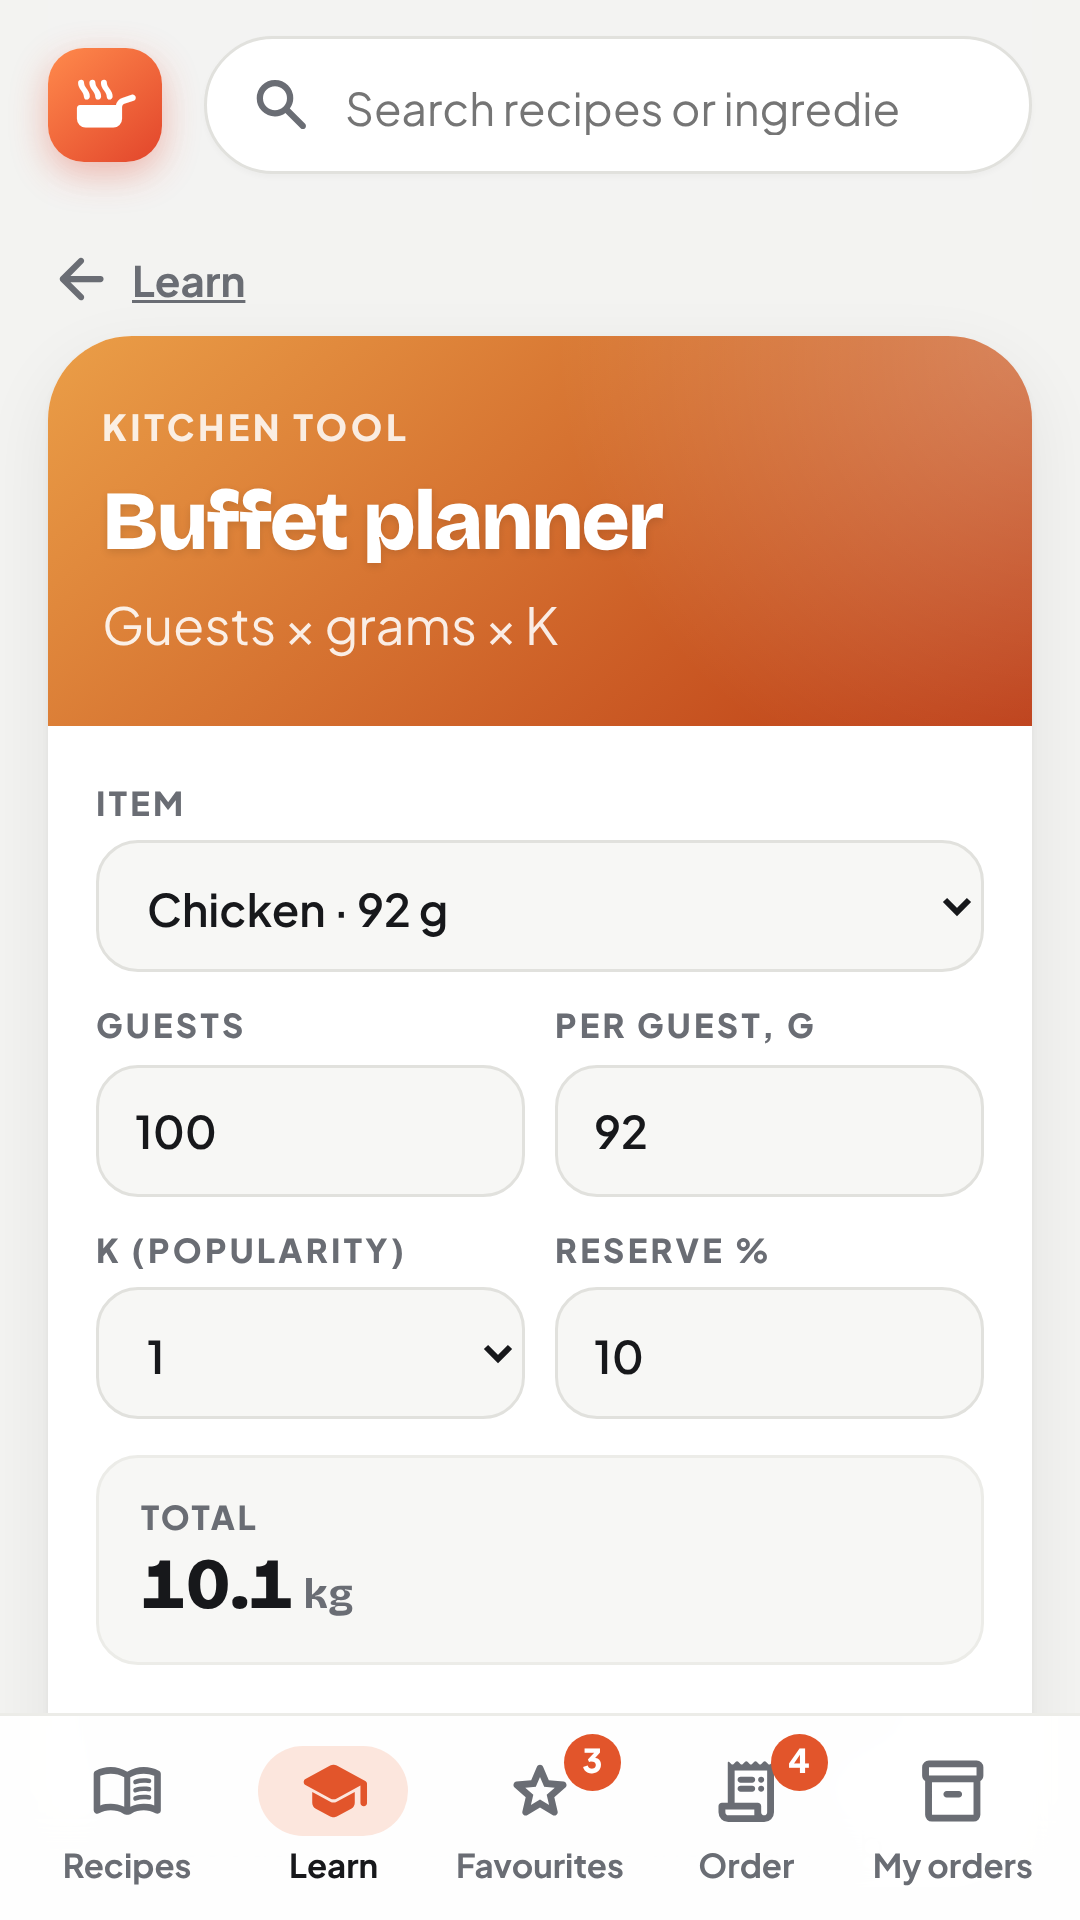 Search recipes or ingredie
Learn
KITCHEN TOOL
Buffet planner
Guests × grams × K
ITEM
Chicken · 92 g
GUESTS
PER GUEST, G
100
92
K (POPULARITY)
RESERVE %
1
10
TOTAL
10.1 kg
3
4
Recipes
Learn
Favourites
Order
My orders